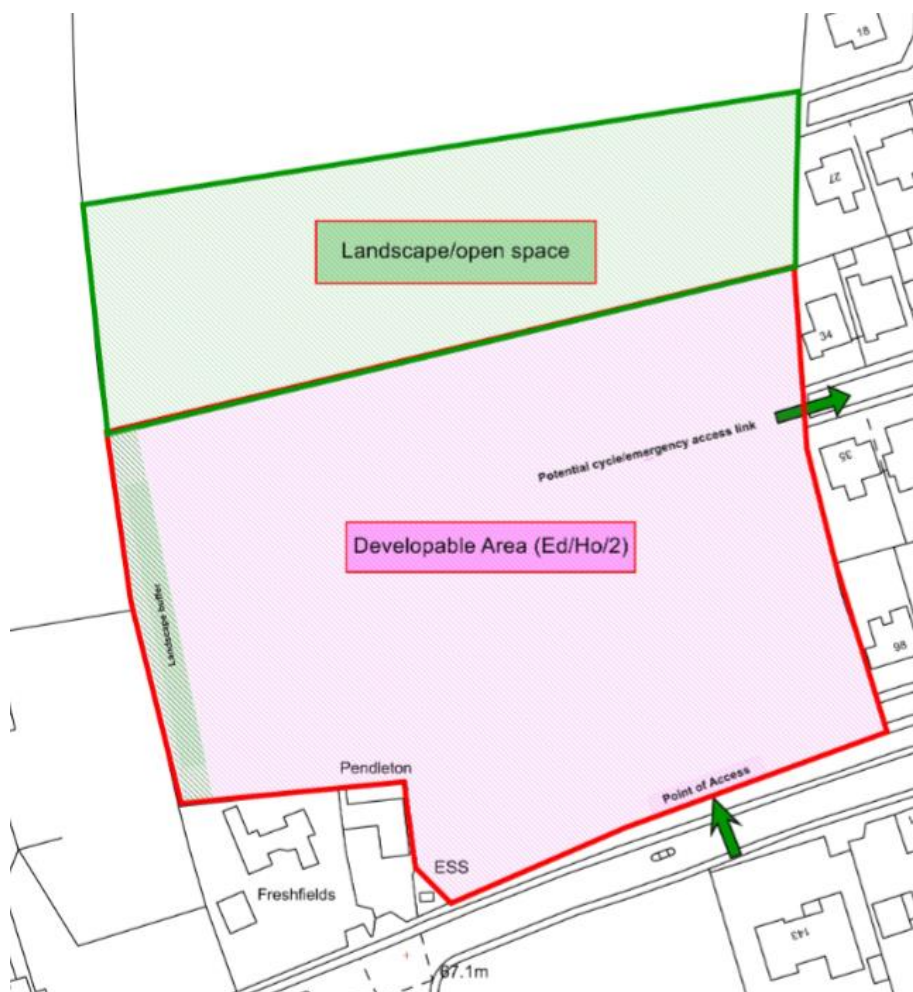 18
27
Landscape/open space
34
Potential cycle/emergency access link
35
Developable Area (Ed/Ho/2)
Landscape buffer
98
Pendleton
Point of Access
ESS
Freshfields
143
87.1m